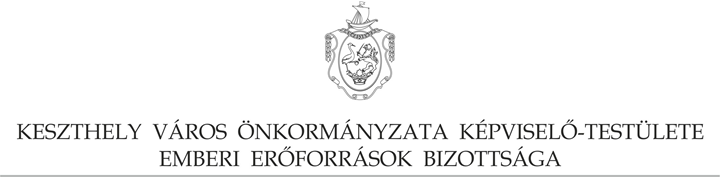 KESZTHELY VÁROS ÖNKORMÁNYZATA KÉPVISELŐ-TESTÜLETE
EMBERI ERŐFORRÁSOK BIZOTTSÁGA